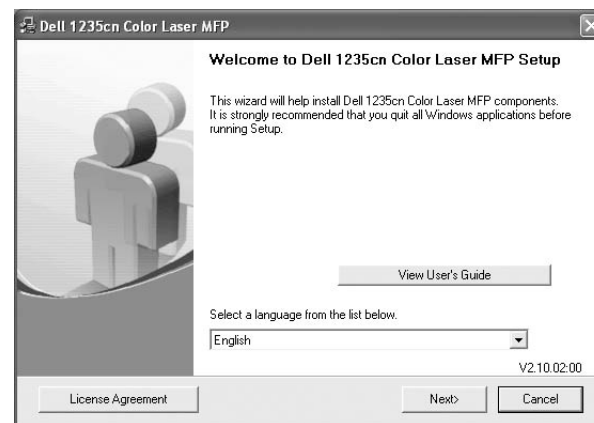 Dell 1235cn Color Laser MFP
Welcome to Dell 1235cn Color Laser MFP Setup
This wizard will help install Dell 1235cn Color Laser MFP components.
It is strongly recommended that you quit all Windows applications before
running Setup.
View User's Guide
Select a language from the list below.
English
V2.10.02:00
License Agreement
Next>
Cancel